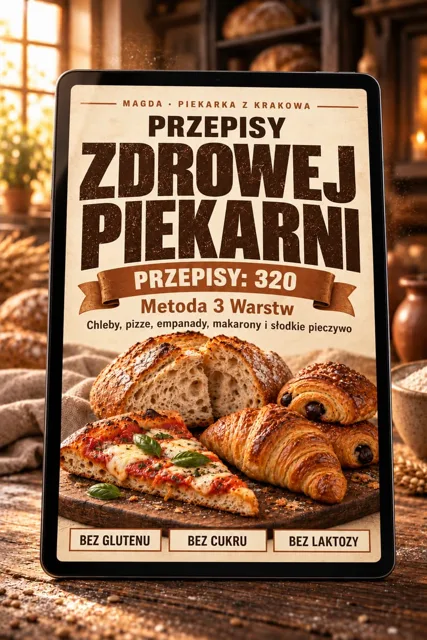 MAGDA · PIEKARKA Z KRAKOWA
PRZEPISY
ZDROWEJ
PIEKARNI
PRZEPISY: 320
Metoda 3 Warstw
Chleby, pizze, empanady, makarony i słodkie pieczywo
BEZ GLUTENU
BEZ CUKRU
BEZ LAKTOZY